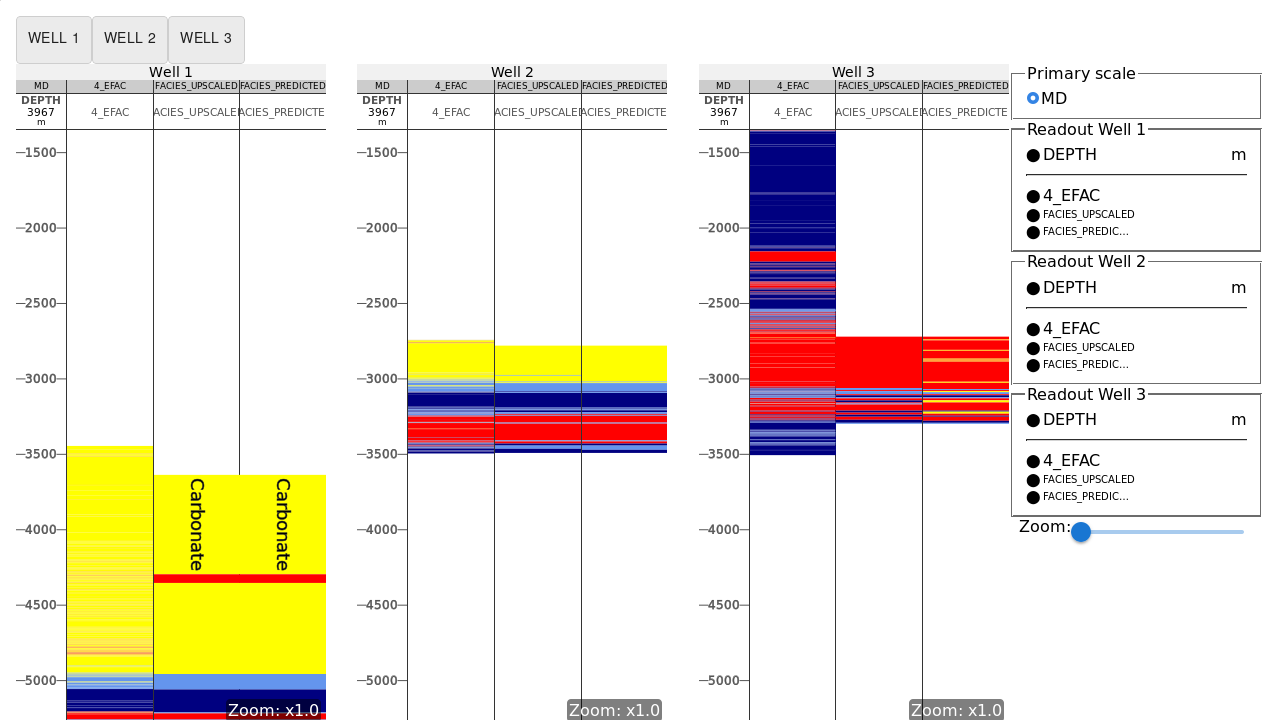 WELL 1 WELL 2 WELL 3
Well 1
MD 4_EFAC FACIES_UPSCALED FACIES_PREDICTED
DEPTH
3967
m
4_EFAC ACIES_UPSCALE ACIES_PREDICTE
1500
2000
2500
3000
3500
4000
4500
5000
Carbonate
Carbonate
Zoom: x1.0
Well 2
MD 4_EFAC FACIES_UPSCALED FACIES_PREDICTED
DEPTH
3967
m
4_EFAC ACIES_UPSCALE ACIES_PREDICTE
1500
2000
2500
3000
3500
4000
4500
5000
Zoom: x1.0
Well 3
MD 4_EFAC FACIES_UPSCALED FACIES_PREDICTED
DEPTH
3967
m
4_EFAC ACIES_UPSCALE ACIES_PREDICTE
1500
2000
2500
3000
3500
4000
4500
5000
Zoom: x1.0
Primary scale
MD
Readout Well 1
DEPTH m
4_EFAC
FACIES_UPSCALED
FACIES_PREDIC...
Readout Well 2
DEPTH m
4_EFAC
FACIES_UPSCALED
FACIES_PREDIC...
Readout Well 3
DEPTH m
4_EFAC
FACIES_UPSCALED
FACIES_PREDIC...
Zoom: